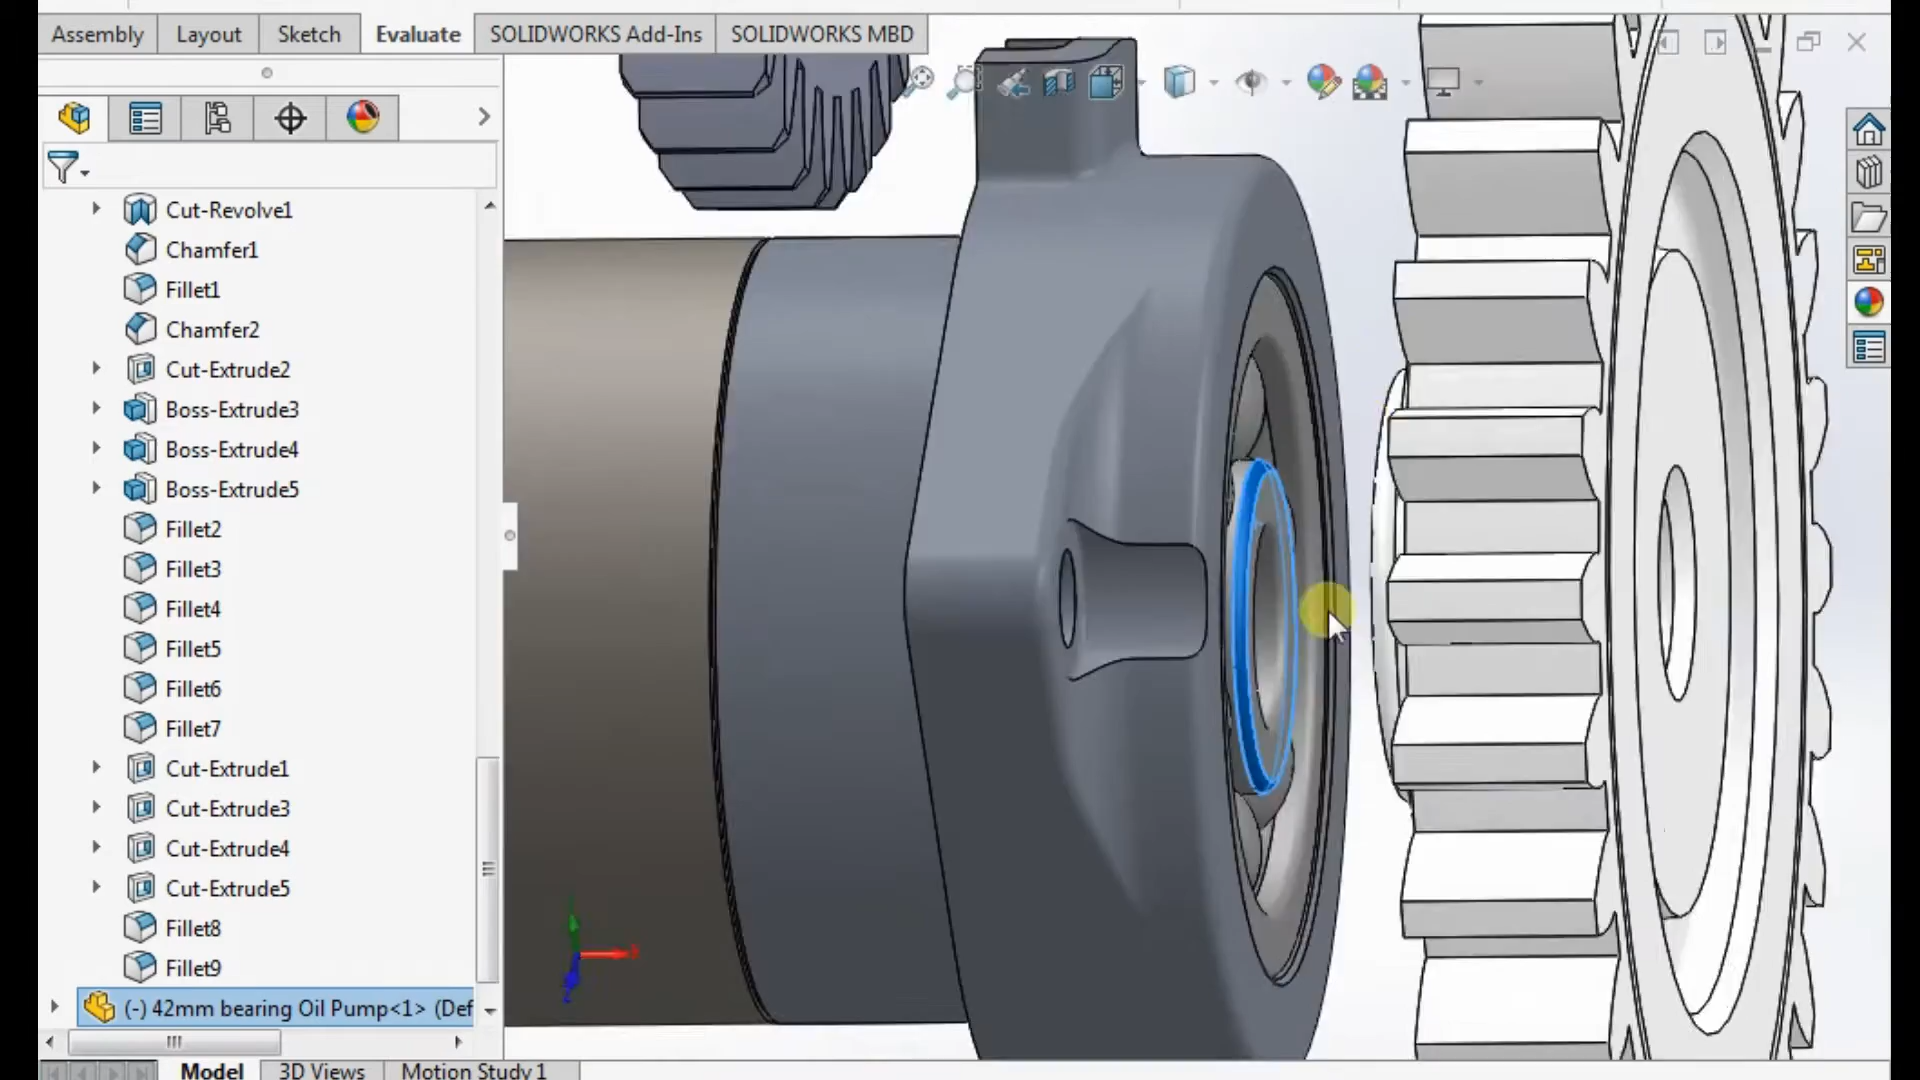 Assembly Layout Sketch Evaluate SOLIDWORKS Add-Ins SOLIDWORKS MBD
Cut-Revolve1
Chamfer1
Fillet1
Chamfer2
Cut-Extrude2
Boss-Extrude3
Boss-Extrude4
Boss-Extrude5
Fillet2
Fillet3
Fillet4
Fillet5
Fillet6
Fillet7
Cut-Extrude1
Cut-Extrude3
Cut-Extrude4
Cut-Extrude5
Fillet8
Fillet9
(-) 42mm bearing Oil Pump<1> (Def
Model 3D Views Motion Study 1